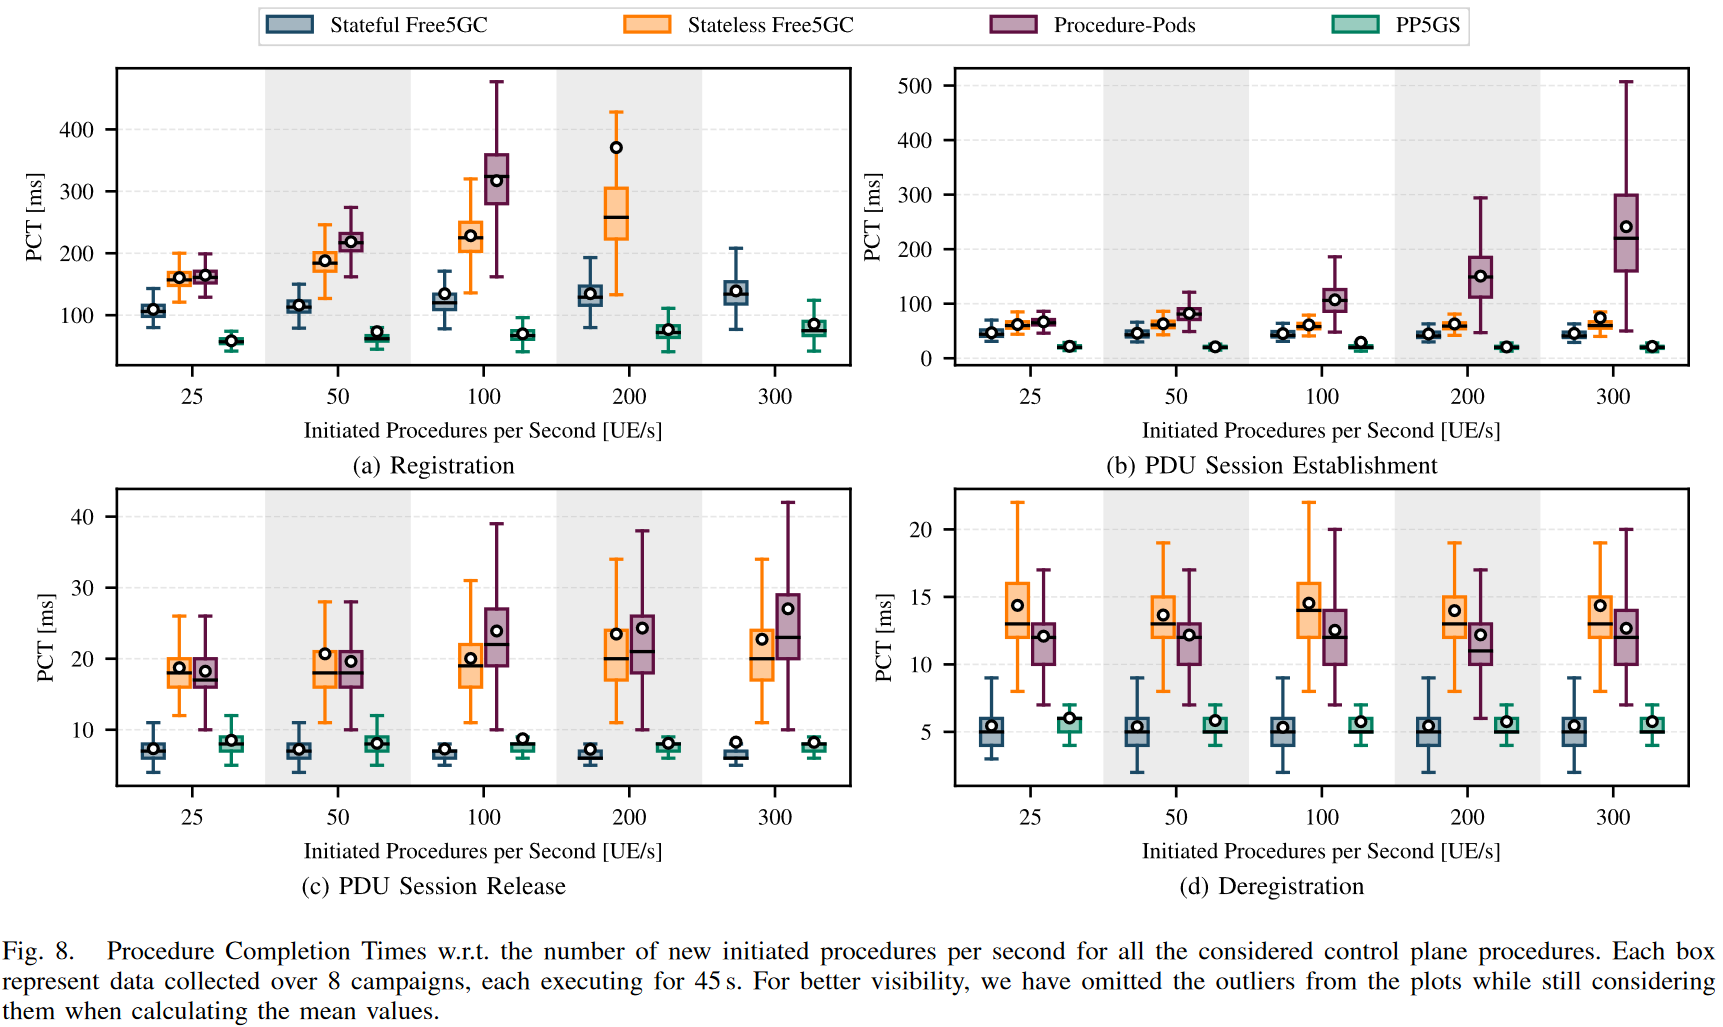 Stateful Free5GC Stateless Free5GC Procedure-Pods PP5GS
PCT [ms]
400
300
200
100
25 50 100 200 300
Initiated Procedures per Second [UE/s]
(a) Registration
PCT [ms]
500
400
300
200
100
0
25 50 100 200 300
Initiated Procedures per Second [UE/s]
(b) PDU Session Establishment
PCT [ms]
40
30
20
10
25 50 100 200 300
Initiated Procedures per Second [UE/s]
(c) PDU Session Release
PCT [ms]
20
15
10
5
25 50 100 200 300
Initiated Procedures per Second [UE/s]
(d) Deregistration
Fig. 8. Procedure Completion Times w.r.t. the number of new initiated procedures per second for all the considered control plane procedures. Each box
represent data collected over 8 campaigns, each executing for 45 s. For better visibility, we have omitted the outliers from the plots while still considering
them when calculating the mean values.